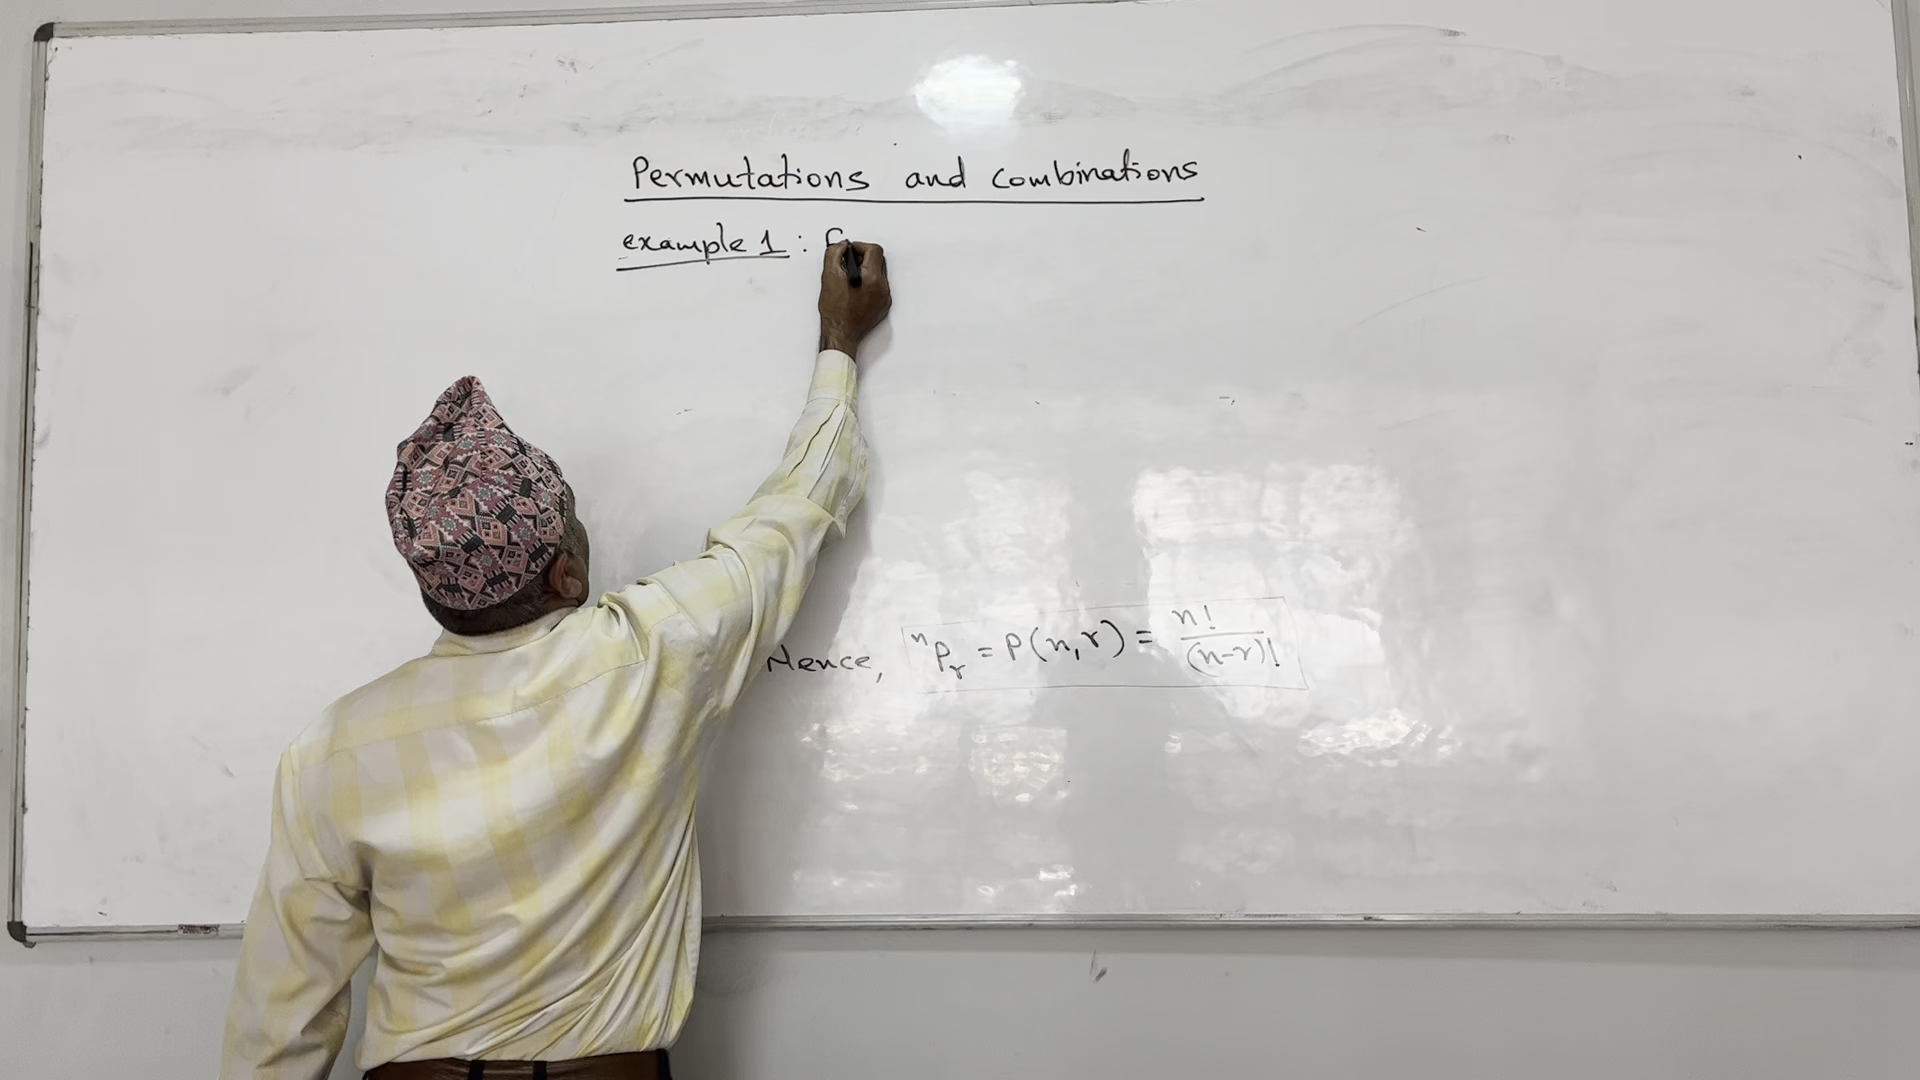 Permutations and combinations
example 1 :
Hence, ⁿPᵣ = P(n,r) = n!/(n-r)!